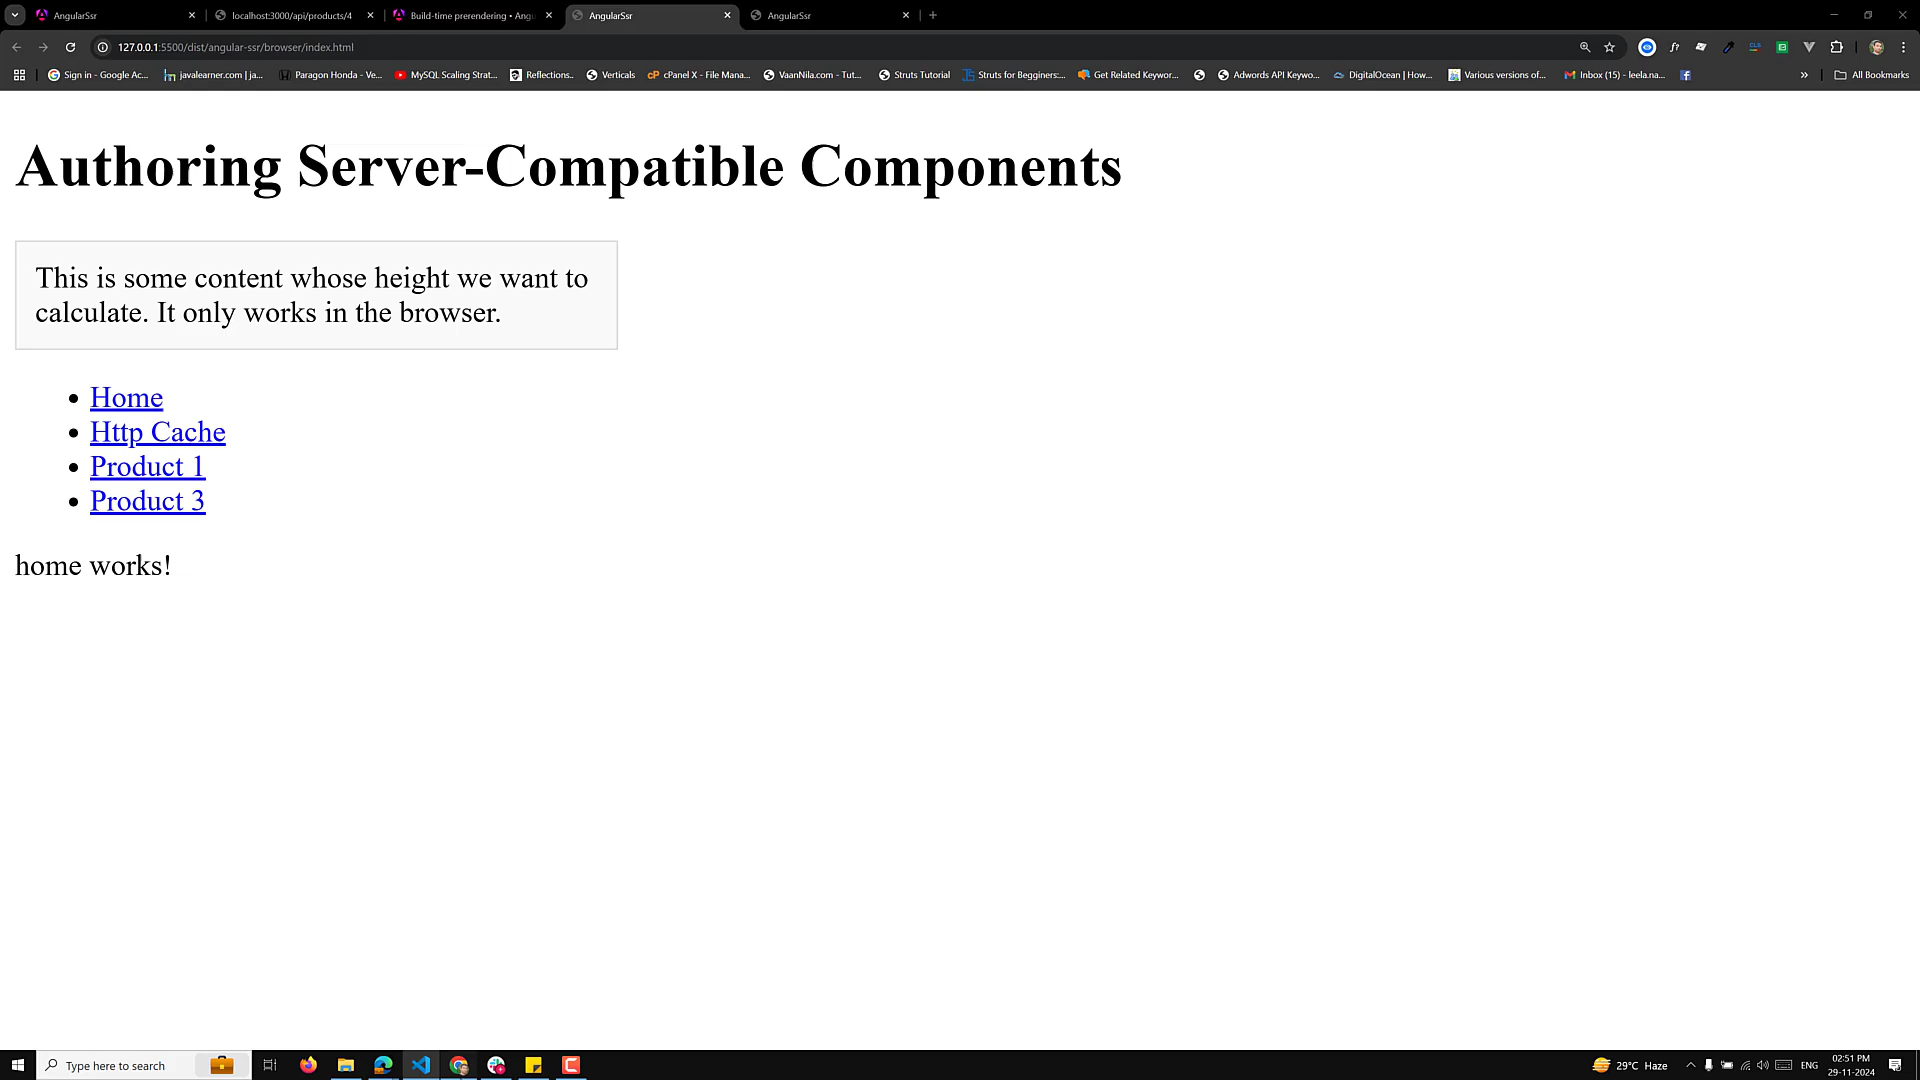 AngularSsr
localhost:3000/api/products/4
Build-time prerendering • Angu
AngularSsr
AngularSsr
127.0.0.1:5500/dist/angular-ssr/browser/index.html
Sign in - Google Ac...
javalearner.com | ja...
Paragon Honda - Ve...
MySQL Scaling Strat...
Reflections..
Verticals
cPanel X - File Mana...
VaanNila.com - Tut...
Struts Tutorial
Struts for Begginers:...
Get Related Keywor...
Adwords API Keywo...
DigitalOcean | How...
Various versions of...
Inbox (15) - leela.na...
All Bookmarks
Authoring Server-Compatible Components
This is some content whose height we want to
calculate. It only works in the browser.
Home
Http Cache
Product 1
Product 3
home works!
Type here to search
29°C Haze
ENG
02:51 PM
29-11-2024